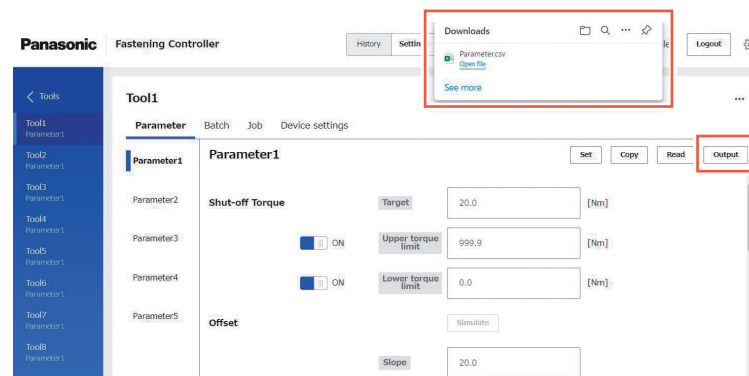 Panasonic
Fastening Controller
History
Settin
Logout
Downloads
Parameter.csv
Open file
See more
Tools
Tool1
Parameter1
Tool2
Parameter1
Tool3
Parameter1
Tool4
Parameter1
Tool5
Parameter1
Tool6
Parameter1
Tool7
Parameter1
Tool8
Parameter1
Tool1
Parameter Batch Job Device settings
Parameter1
Parameter2
Parameter3
Parameter4
Parameter5
Parameter1
Set Copy Read Output
Shut-off Torque Target 20.0 [Nm]
ON Upper torque limit 999.9 [Nm]
ON Lower torque limit 0.0 [Nm]
Offset Simulate
Slope 20.0